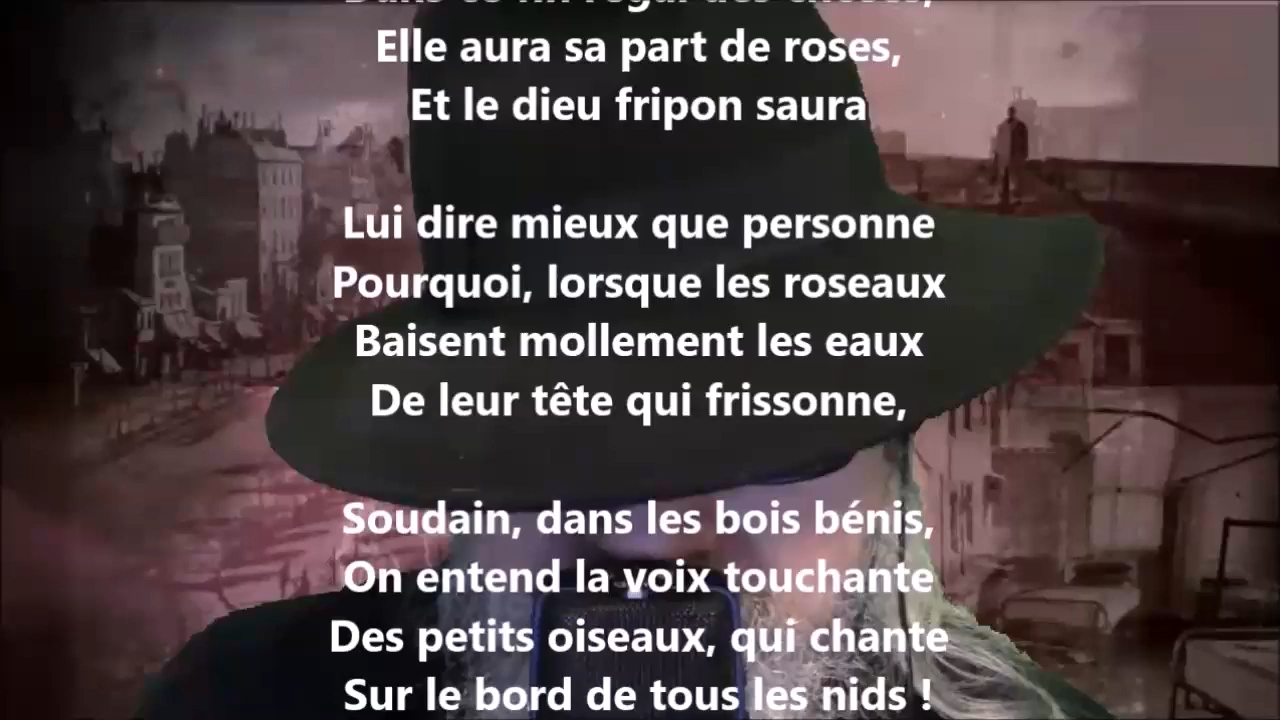 Elle aura sa part de roses,
Et le dieu fripon saura
Lui dire mieux que personne
Pourquoi, lorsque les roseaux
Baisent mollement les eaux
De leur tête qui frissonne,
Soudain, dans les bois bénis,
On entend la voix touchante
Des petits oiseaux, qui chante
Sur le bord de tous les nids !